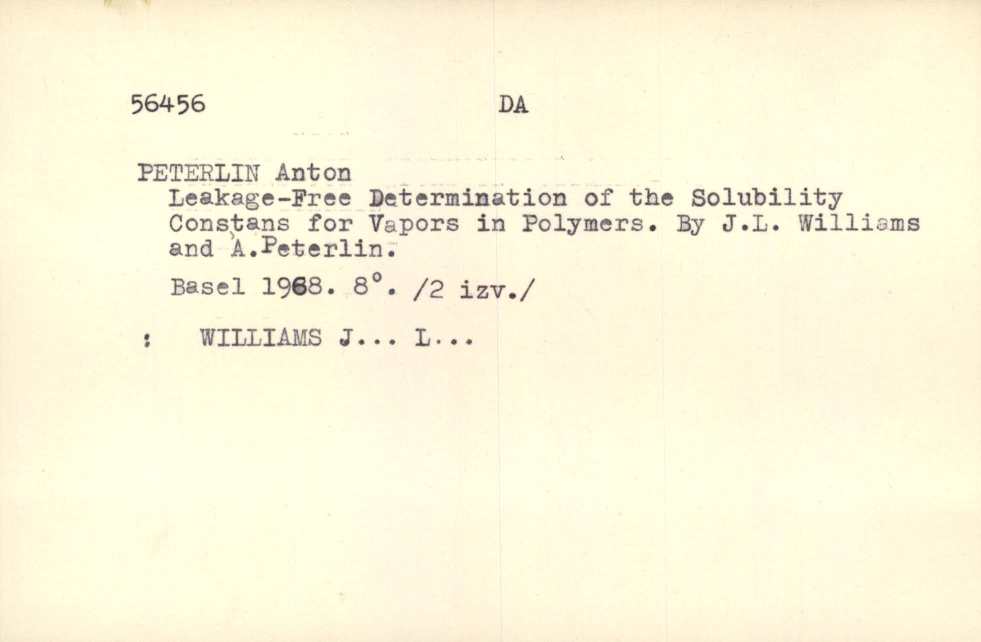 56456 DA
PETERLIN Anton
Leakage-Free Determination of the Solubility
Constans for Vapors in Polymers. By J.L. Williams
and A.Peterlin.
Basel 1968. 8°. /2 izv./
: WILLIAMS J... L...